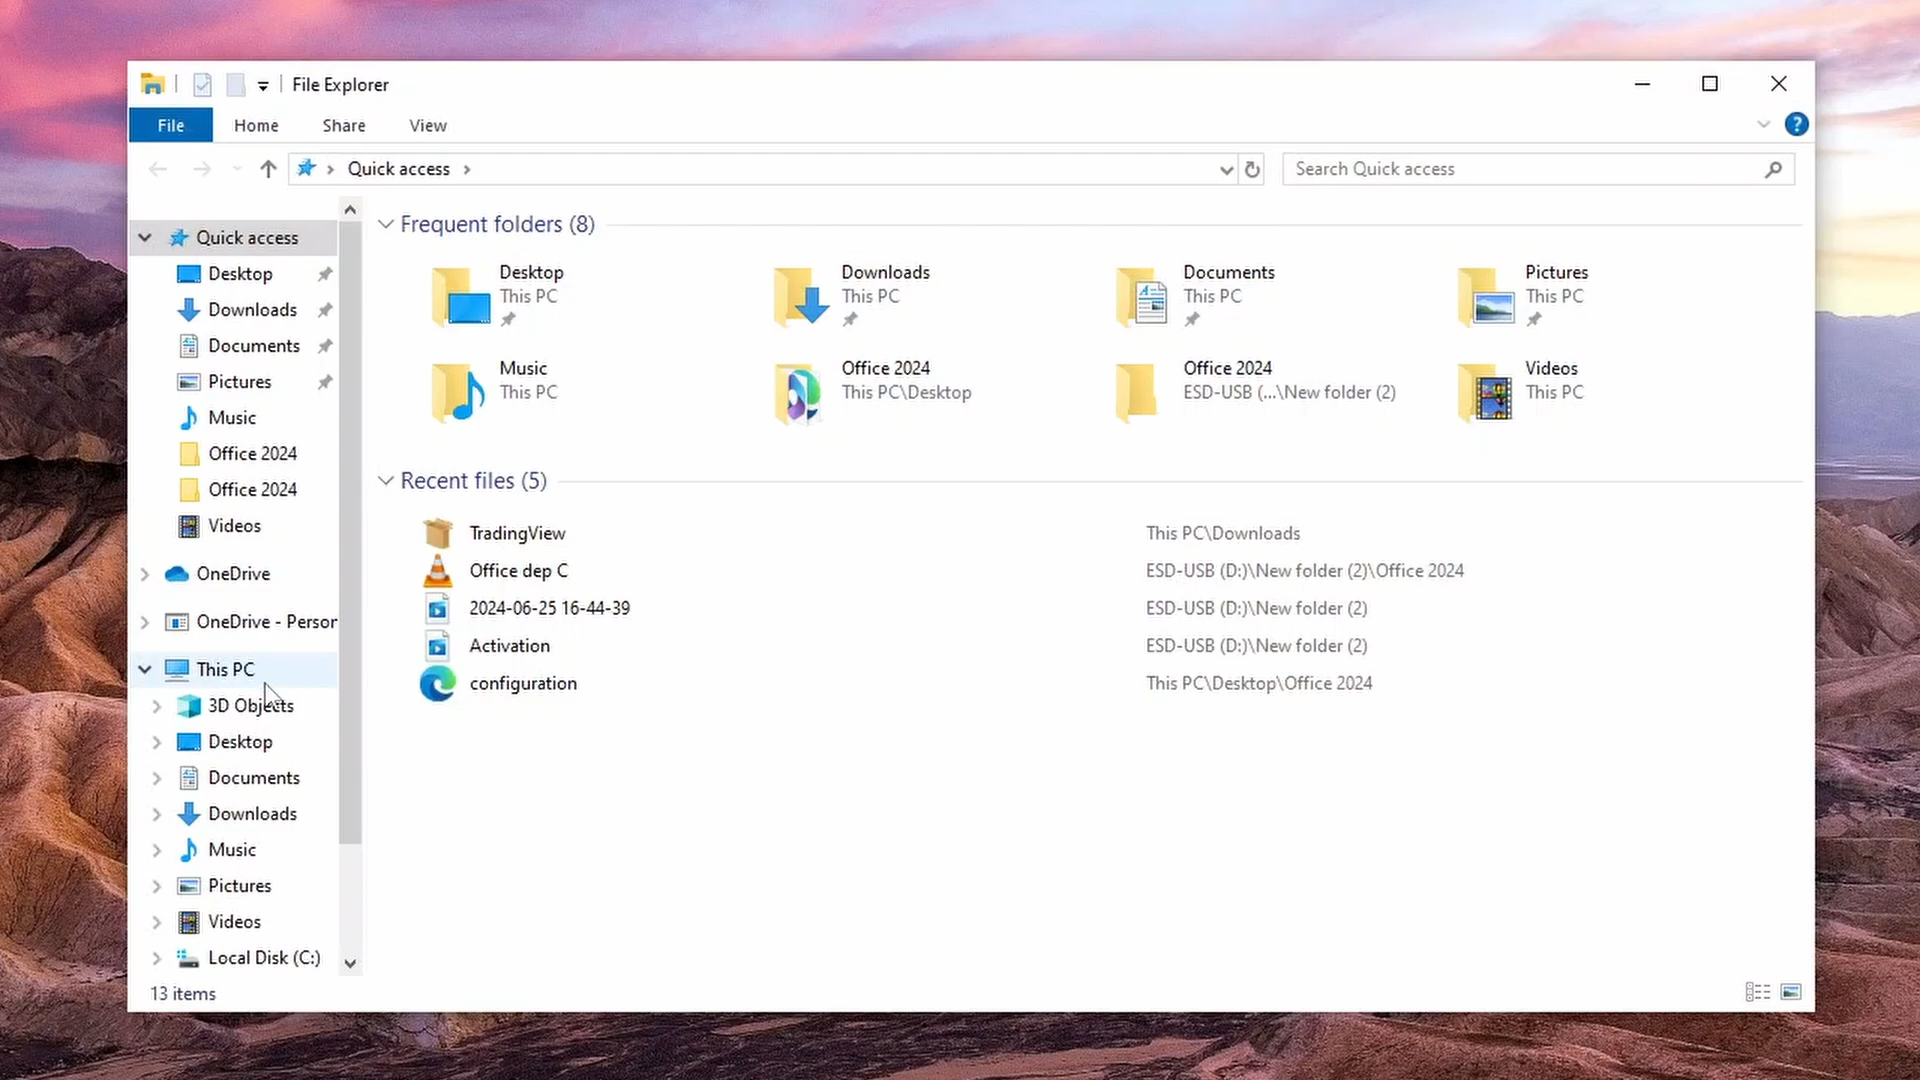 File Explorer
File Home Share View
Quick access
Search Quick access
Quick access
Desktop
Downloads
Documents
Pictures
Music
Office 2024
Office 2024
Videos
OneDrive
OneDrive - Person
This PC
3D Objects
Desktop
Documents
Downloads
Music
Pictures
Videos
Local Disk (C:)
Frequent folders (8)
Desktop
This PC
Downloads
This PC
Documents
This PC
Pictures
This PC
Music
This PC
Office 2024
This PC\Desktop
Office 2024
ESD-USB (...\New folder (2)
Videos
This PC
Recent files (5)
TradingView This PC\Downloads
Office dep C ESD-USB (D:)\New folder (2)\Office 2024
2024-06-25 16-44-39 ESD-USB (D:)\New folder (2)
Activation ESD-USB (D:)\New folder (2)
configuration This PC\Desktop\Office 2024
13 items